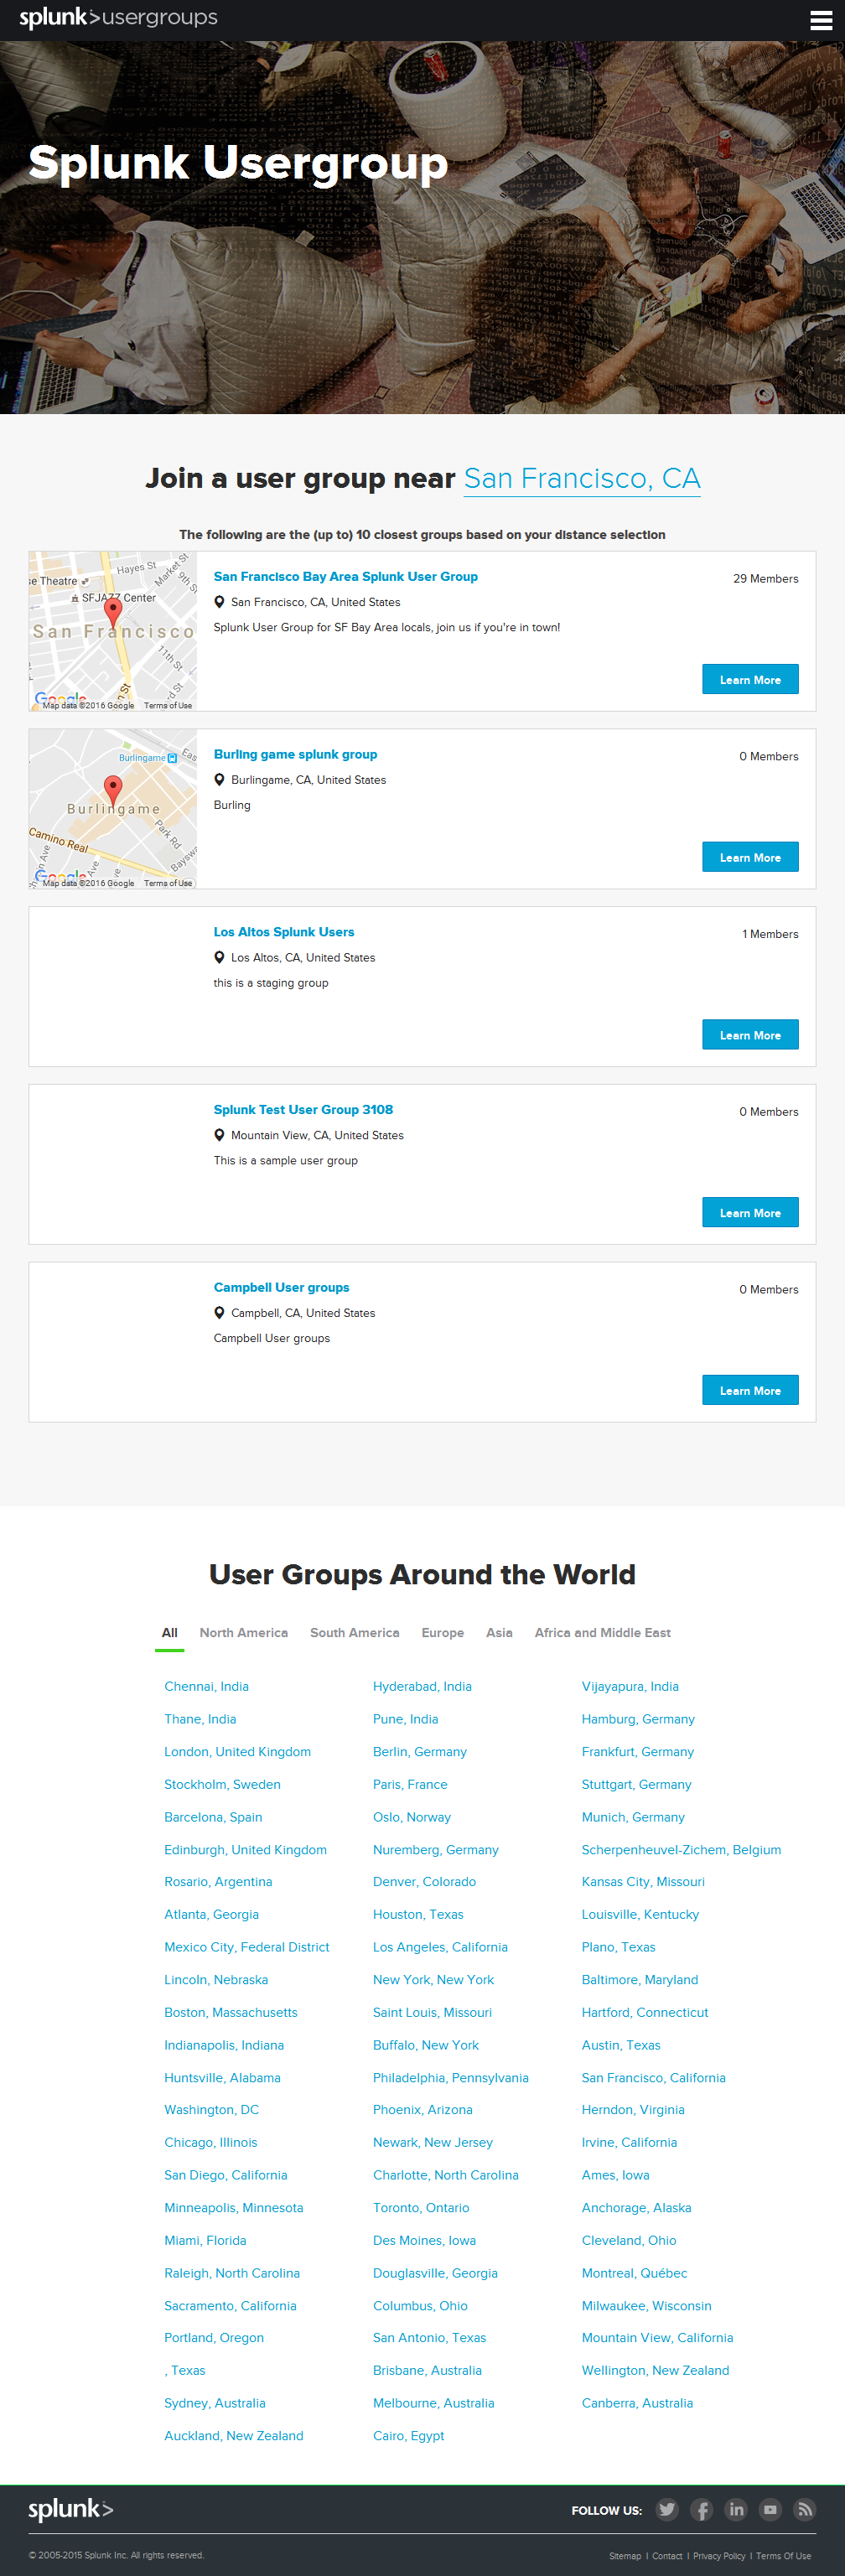 splunk>usergroups
Splunk Usergroup
Join a user group near San Francisco, CA
The following are the (up to) 10 closest groups based on your distance selection
Hayes St
Market St
9th S
se Theatre
SFJAZZ Center
San Francisco
11th St
n St
rd St
Google
Map data ©2016 Google Terms of Use
San Francisco Bay Area Splunk User Group
29 Members
San Francisco, CA, United States
Splunk User Group for SF Bay Area locals, join us if you're in town!
Learn More
Burlingame
Eas
Burlingame
Park Rd
Camino Real
Baysw
Google
Map data ©2016 Google Terms of Use
Burling game splunk group
0 Members
Burlingame, CA, United States
Burling
Learn More
Los Altos Splunk Users
1 Members
Los Altos, CA, United States
this is a staging group
Learn More
Splunk Test User Group 3108
0 Members
Mountain View, CA, United States
This is a sample user group
Learn More
Campbell User groups
0 Members
Campbell, CA, United States
Campbell User groups
Learn More
User Groups Around the World
All North America South America Europe Asia Africa and Middle East
Chennai, India Hyderabad, India Vijayapura, India
Thane, India Pune, India Hamburg, Germany
London, United Kingdom Berlin, Germany Frankfurt, Germany
Stockholm, Sweden Paris, France Stuttgart, Germany
Barcelona, Spain Oslo, Norway Munich, Germany
Edinburgh, United Kingdom Nuremberg, Germany Scherpenheuvel-Zichem, Belgium
Rosario, Argentina Denver, Colorado Kansas City, Missouri
Atlanta, Georgia Houston, Texas Louisville, Kentucky
Mexico City, Federal District Los Angeles, California Plano, Texas
Lincoln, Nebraska New York, New York Baltimore, Maryland
Boston, Massachusetts Saint Louis, Missouri Hartford, Connecticut
Indianapolis, Indiana Buffalo, New York Austin, Texas
Huntsville, Alabama Philadelphia, Pennsylvania San Francisco, California
Washington, DC Phoenix, Arizona Herndon, Virginia
Chicago, Illinois Newark, New Jersey Irvine, California
San Diego, California Charlotte, North Carolina Ames, Iowa
Minneapolis, Minnesota Toronto, Ontario Anchorage, Alaska
Miami, Florida Des Moines, Iowa Cleveland, Ohio
Raleigh, North Carolina Douglasville, Georgia Montreal, Québec
Sacramento, California Columbus, Ohio Milwaukee, Wisconsin
Portland, Oregon San Antonio, Texas Mountain View, California
, Texas Brisbane, Australia Wellington, New Zealand
Sydney, Australia Melbourne, Australia Canberra, Australia
Auckland, New Zealand Cairo, Egypt
splunk>
FOLLOW US:
© 2005-2015 Splunk Inc. All rights reserved.
Sitemap | Contact | Privacy Policy | Terms Of Use